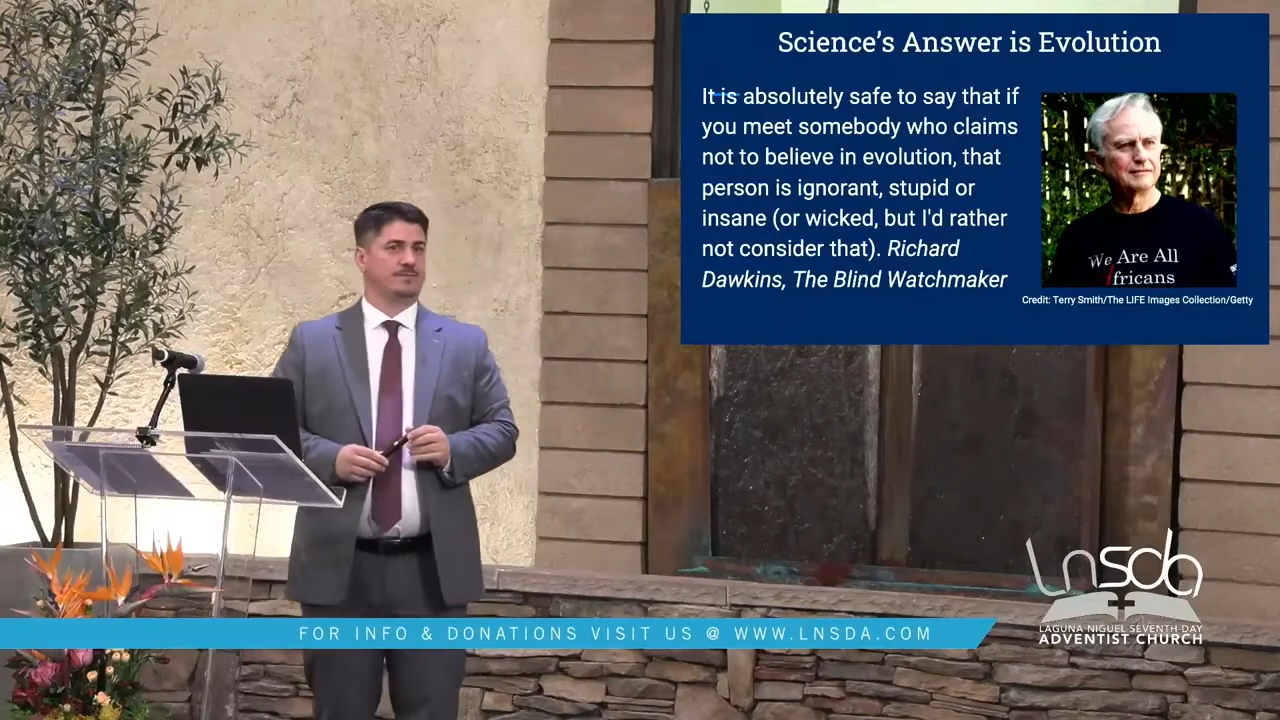 Science's Answer is Evolution
It is absolutely safe to say that if
you meet somebody who claims
not to believe in evolution, that
person is ignorant, stupid or
insane (or wicked, but I'd rather
not consider that). Richard
Dawkins, The Blind Watchmaker
We Are All
fricans
Credit: Terry Smith/The LIFE Images Collection/Getty
lnsda
LAGUNA NIGUEL SEVENTH-DAY
ADVENTIST CHURCH
FOR INFO & DONATIONS VISIT US @ WWW.LNSDA.COM